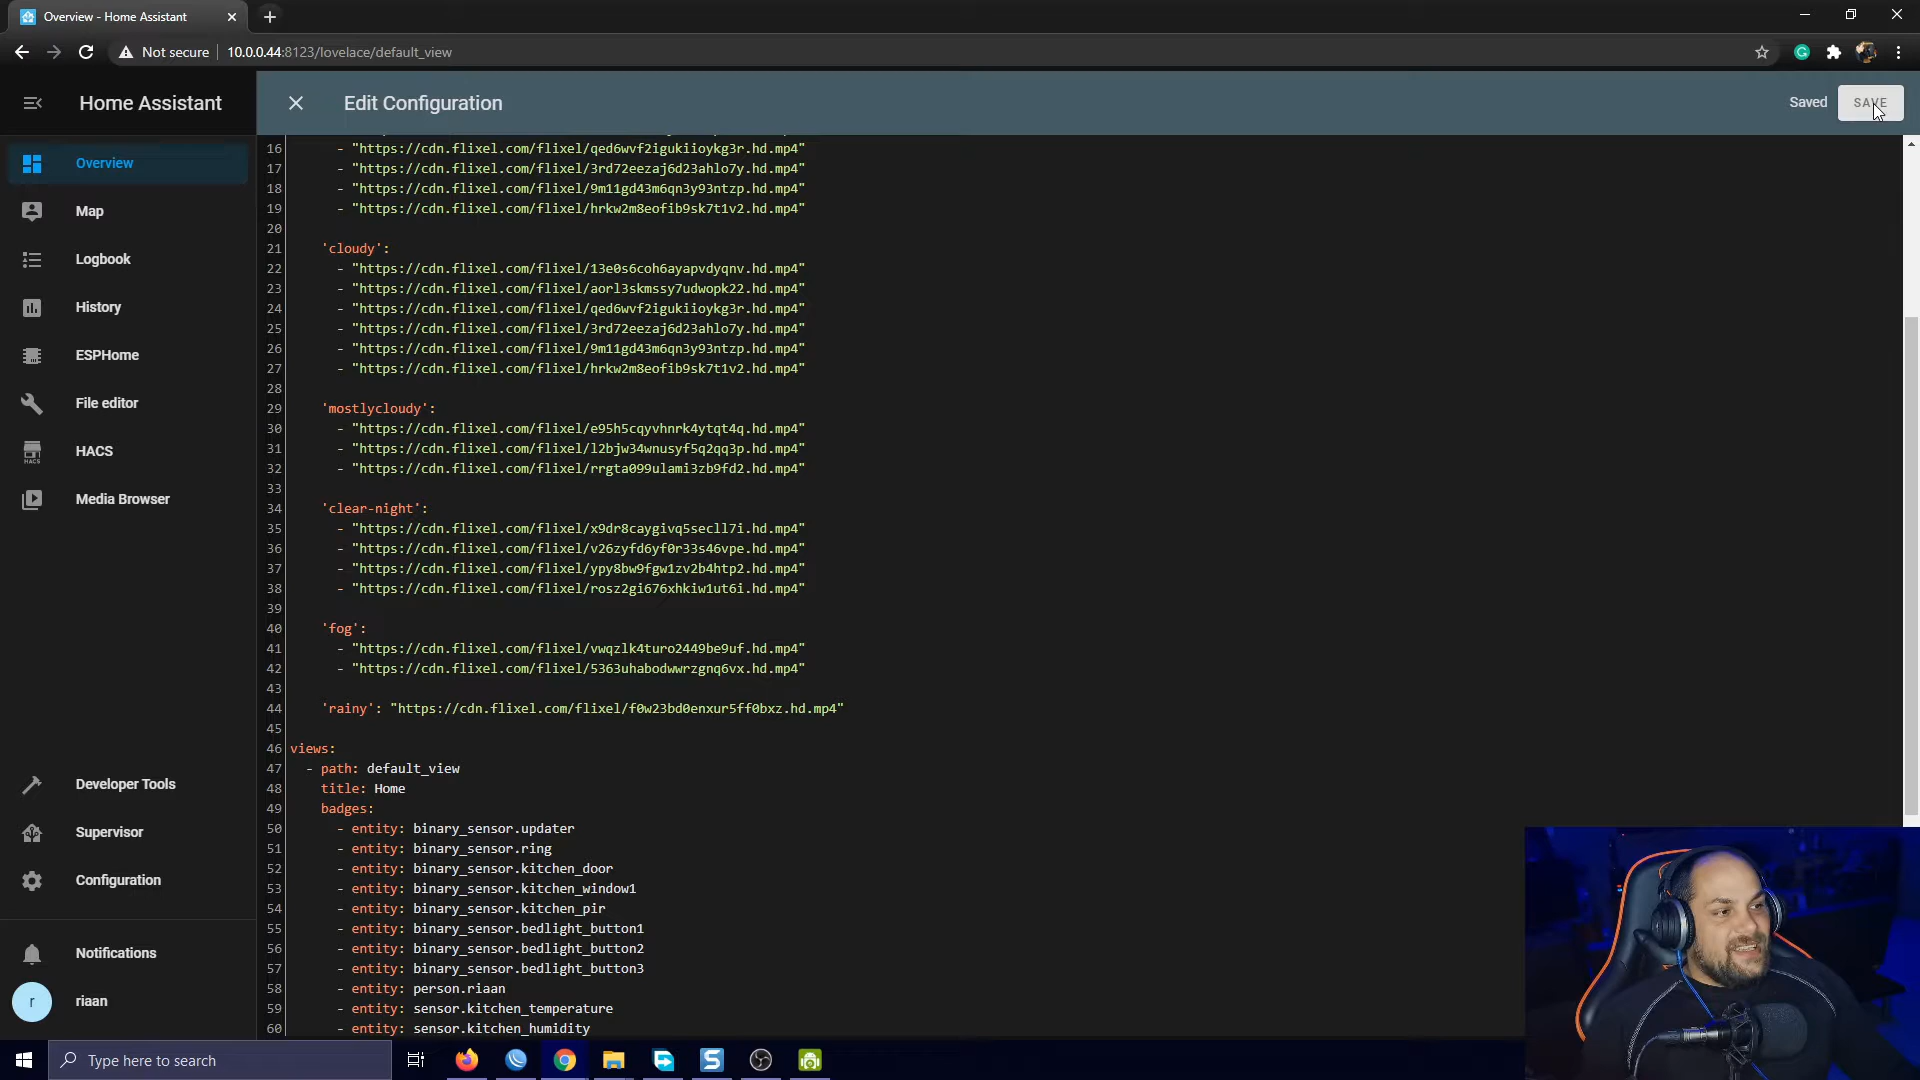 Overview - Home Assistant
Not secure
10.0.0.44:8123/lovelace/default_view
Home Assistant
Edit Configuration
Saved
SAVE
Overview
Map
Logbook
History
ESPHome
File editor
HACS
HACS
Media Browser
Developer Tools
Supervisor
Configuration
Notifications
r
riaan
16 - "https://cdn.flixel.com/flixel/qed6wvf2igukiioykg3r.hd.mp4"
17 - "https://cdn.flixel.com/flixel/3rd72eezaj6d23ahlo7y.hd.mp4"
18 - "https://cdn.flixel.com/flixel/9m11gd43m6qn3y93ntzp.hd.mp4"
19 - "https://cdn.flixel.com/flixel/hrkw2m8eofib9sk7t1v2.hd.mp4"
20
21 'cloudy':
22 - "https://cdn.flixel.com/flixel/13e0s6coh6ayapvdyqnv.hd.mp4"
23 - "https://cdn.flixel.com/flixel/aorl3skmssy7udwopk22.hd.mp4"
24 - "https://cdn.flixel.com/flixel/qed6wvf2igukiioykg3r.hd.mp4"
25 - "https://cdn.flixel.com/flixel/3rd72eezaj6d23ahlo7y.hd.mp4"
26 - "https://cdn.flixel.com/flixel/9m11gd43m6qn3y93ntzp.hd.mp4"
27 - "https://cdn.flixel.com/flixel/hrkw2m8eofib9sk7t1v2.hd.mp4"
28
29 'mostlycloudy':
30 - "https://cdn.flixel.com/flixel/e95h5cqyvhnrk4ytqt4q.hd.mp4"
31 - "https://cdn.flixel.com/flixel/l2bjw34wnusyf5q2qq3p.hd.mp4"
32 - "https://cdn.flixel.com/flixel/rrgta099ulami3zb9fd2.hd.mp4"
33
34 'clear-night':
35 - "https://cdn.flixel.com/flixel/x9dr8caygivq5secll7i.hd.mp4"
36 - "https://cdn.flixel.com/flixel/v26zyfd6yf0r33s46vpe.hd.mp4"
37 - "https://cdn.flixel.com/flixel/ypy8bw9fgw1zv2b4htp2.hd.mp4"
38 - "https://cdn.flixel.com/flixel/rosz2gi676xhkiw1ut6i.hd.mp4"
39
40 'fog':
41 - "https://cdn.flixel.com/flixel/vwqzlk4turo2449be9uf.hd.mp4"
42 - "https://cdn.flixel.com/flixel/5363uhabodwwrzgnq6vx.hd.mp4"
43
44 'rainy': "https://cdn.flixel.com/flixel/f0w23bd0enxur5ff0bxz.hd.mp4"
45
46 views:
47 - path: default_view
48 title: Home
49 badges:
50 - entity: binary_sensor.updater
51 - entity: binary_sensor.ring
52 - entity: binary_sensor.kitchen_door
53 - entity: binary_sensor.kitchen_window1
54 - entity: binary_sensor.kitchen_pir
55 - entity: binary_sensor.bedlight_button1
56 - entity: binary_sensor.bedlight_button2
57 - entity: binary_sensor.bedlight_button3
58 - entity: person.riaan
59 - entity: sensor.kitchen_temperature
60 - entity: sensor.kitchen_humidity
Type here to search